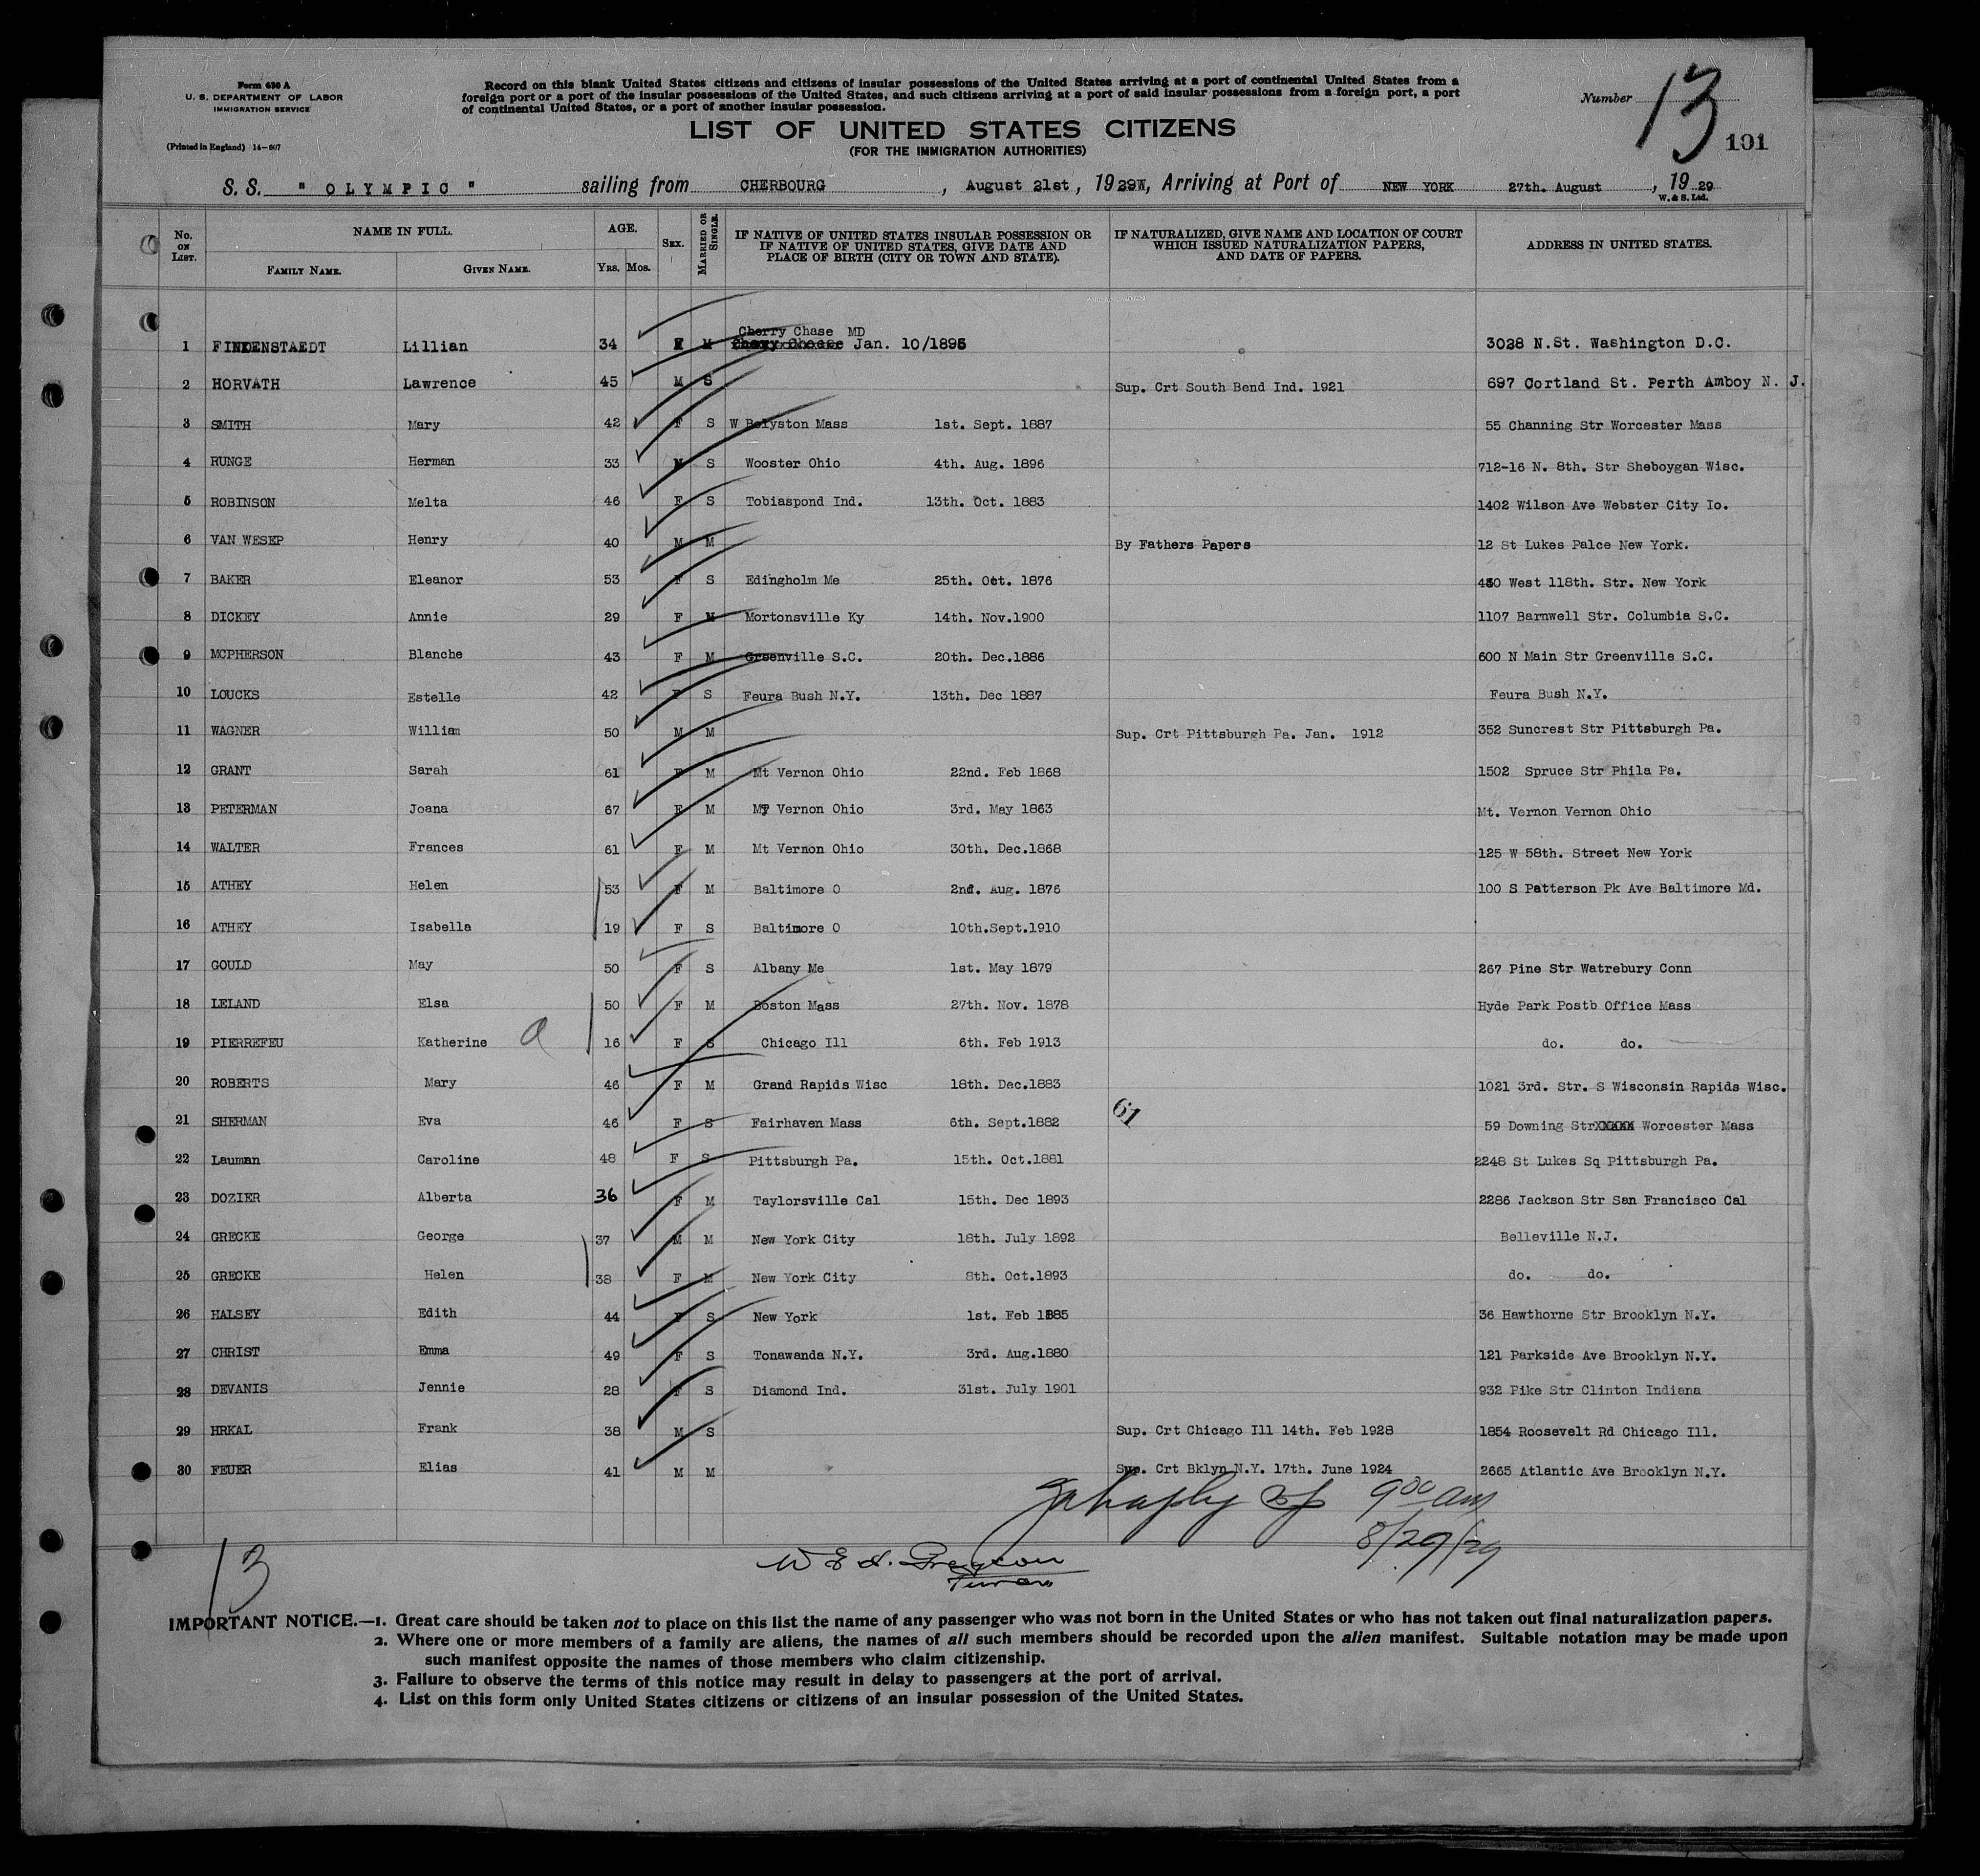 Form 630 A
U. S. DEPARTMENT OF LABOR
IMMIGRATION SERVICE
(Printed in England) 14—607
Record on this blank United States citizens and citizens of insular possessions of the United States arriving at a port of continental United States from a
foreign port or a port of the insular possessions of the United States, and such citizens arriving at a port of said insular possessions from a foreign port, a port
of continental United States, or a port of another insular possession.
Number 13
191
LIST OF UNITED STATES CITIZENS
(FOR THE IMMIGRATION AUTHORITIES)
S. S. " OLYMPIC " sailing from CHERBOURG, August 21st, 1929W, Arriving at Port of NEW YORK 27th. August, 1929
W. & S. Ltd.
No. ON LIST. NAME IN FULL. FAMILY NAME. GIVEN NAME. AGE. YRS. MOS. SEX. MARRIED OR SINGLE. IF NATIVE OF UNITED STATES INSULAR POSSESSION OR IF NATIVE OF UNITED STATES, GIVE DATE AND PLACE OF BIRTH (CITY OR TOWN AND STATE). IF NATURALIZED, GIVE NAME AND LOCATION OF COURT WHICH ISSUED NATURALIZATION PAPERS, AND DATE OF PAPERS. ADDRESS IN UNITED STATES.
Cherry Chase MD
1 FINKENSTAEDT Lillian 34 F M Jan. 10/1895 3028 N.St. Washington D.C.
2 HORVATH Lawrence 45 M S Sup. Crt South Bend Ind. 1921 697 Cortland St. Perth Amboy N. J.
3 SMITH Mary 42 F S W Bolyston Mass 1st. Sept. 1887 55 Channing Str Worcester Mass
4 RUNGE Herman 33 M S Wooster Ohio 4th. Aug. 1896 712-16 N. 8th. Str Sheboygan Wisc.
5 ROBINSON Melta 46 F S Tobiaspond Ind. 13th. Oct. 1883 1402 Wilson Ave Webster City Io.
6 VAN WESEP Henry 40 M M By Fathers Papers 12 St Lukes Palce New York.
7 BAKER Eleanor 53 F S Edingholm Me 25th. Oct. 1876 430 West 118th. Str. New York
8 DICKEY Annie 29 F M Mortonsville Ky 14th. Nov.1900 1107 Barnwell Str. Columbia S.C.
9 MCPHERSON Blanche 43 F M Greenville S.C. 20th. Dec.1886 600 N Main Str Greenville S.C.
10 LOUCKS Estelle 42 F S Feura Bush N.Y. 13th. Dec 1887 Feura Bush N.Y.
11 WAGNER William 50 M M Sup. Crt Pittsburgh Pa. Jan. 1912 352 Suncrest Str Pittsburgh Pa.
12 GRANT Sarah 61 F M Mt Vernon Ohio 22nd. Feb 1868 1502 Spruce Str Phila Pa.
13 PETERMAN Joana 67 F M Mt Vernon Ohio 3rd. May 1863 Mt. Vernon Vernon Ohio
14 WALTER Frances 61 F M Mt Vernon Ohio 30th. Dec.1868 125 W 58th. Street New York
15 ATHEY Helen 53 F M Baltimore O 2nd. Aug. 1876 100 S Patterson Pk Ave Baltimore Md.
16 ATHEY Isabella 19 F S Baltimore O 10th.Sept.1910
17 GOULD May 50 F S Albany Me 1st. May 1879 267 Pine Str Watrebury Conn
18 LELAND Elsa 50 F M Boston Mass 27th. Nov. 1878 Hyde Park Postb Office Mass
19 PIERREFEU Katherine a 16 F S Chicago Ill 6th. Feb 1913 do. do.
20 ROBERTS Mary 46 F M Grand Rapids Wisc 18th. Dec.1883 1021 3rd. Str. S Wisconsin Rapids Wisc.
21 SHERMAN Eva 46 F S Fairhaven Mass 6th. Sept.1882 61 59 Downing StrXXXXX Worcester Mass
22 Lauman Caroline 48 F S Pittsburgh Pa. 15th. Oct.1881 2248 St Lukes Sq Pittsburgh Pa.
23 DOZIER Alberta 36 F M Taylorsville Cal 15th. Dec 1893 2286 Jackson Str San Francisco Cal
24 GRECKE George 37 M M New York City 18th. July 1892 Belleville N.J.
25 GRECKE Helen 38 F M New York City 8th. Oct.1893 do. do.
26 HALSEY Edith 44 F S New York 1st. Feb 1885 36 Hawthorne Str Brooklyn N.Y.
27 CHRIST Emma 49 F S Tonawanda N.Y. 3rd. Aug.1880 121 Parkside Ave Brooklyn N.Y.
28 DEVANIS Jennie 28 F S Diamond Ind. 31st. July 1901 932 Pike Str Clinton Indiana
29 HRKAL Frank 38 M S Sup. Crt Chicago Ill 14th. Feb 1928 1854 Roosevelt Rd Chicago Ill.
30 FEUER Elias 41 M M Sup. Crt Bklyn N.Y. 17th. June 1924 2665 Atlantic Ave Brooklyn N.Y.
9 00 am
8/29/29
13
IMPORTANT NOTICE.—1. Great care should be taken not to place on this list the name of any passenger who was not born in the United States or who has not taken out final naturalization papers.
2. Where one or more members of a family are aliens, the names of all such members should be recorded upon the alien manifest. Suitable notation may be made upon
such manifest opposite the names of those members who claim citizenship.
3. Failure to observe the terms of this notice may result in delay to passengers at the port of arrival.
4. List on this form only United States citizens or citizens of an insular possession of the United States.